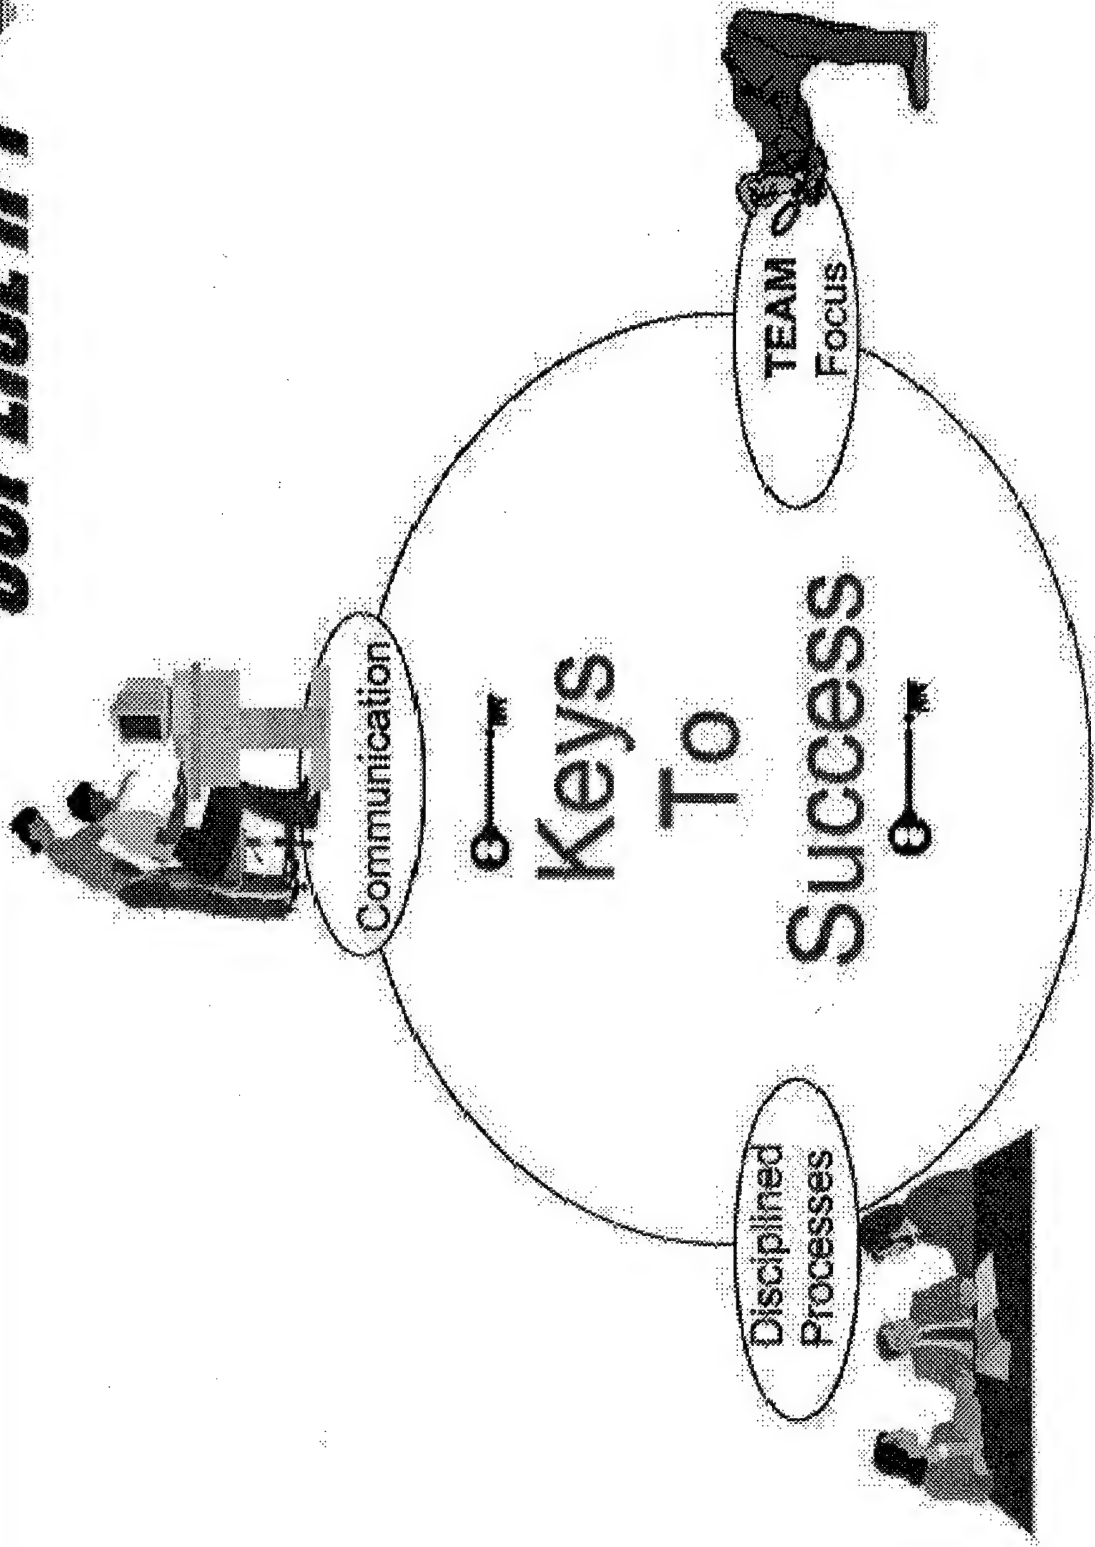 Communication
Keys
To
Success
Disciplined
Processes
TEAM
Focus